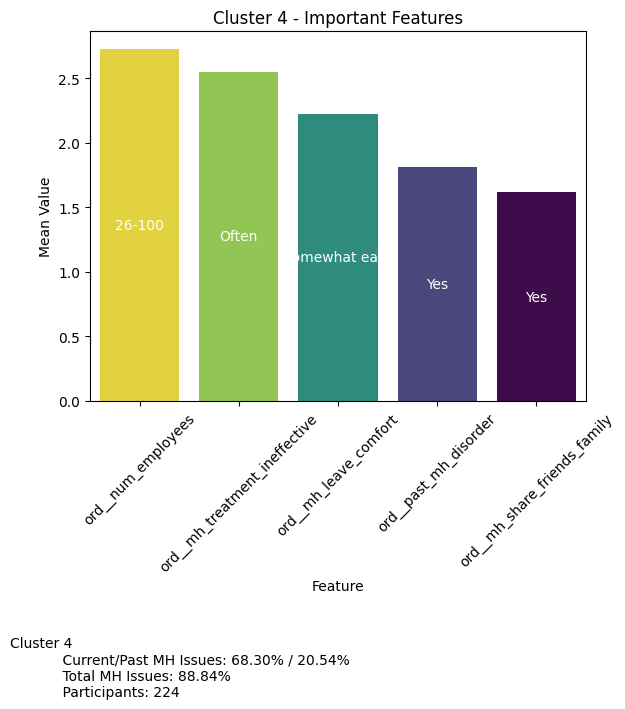 Cluster 4 - Important Features
Mean Value
2.5
2.0
1.5
1.0
0.5
0.0
26-100
Often
omewhat ea
Yes
Yes
ord__num_employees
ord__mh_treatment_ineffective
ord__mh_leave_comfort
ord__past_mh_disorder
ord__mh_share_friends_family
Feature
Cluster 4
Current/Past MH Issues: 68.30% / 20.54%
Total MH Issues: 88.84%
Participants: 224